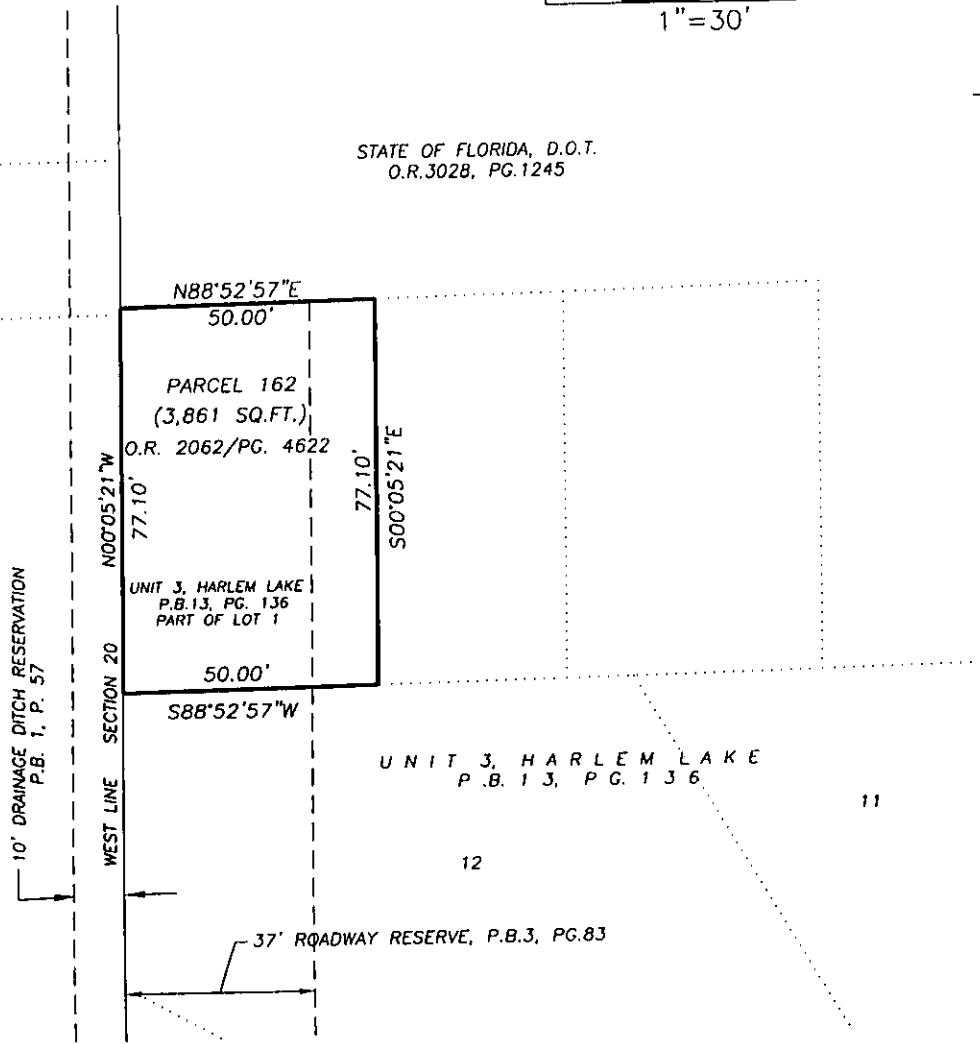 1"=30'
STATE OF FLORIDA, D.O.T.
O.R.3028, PG.1245
N88°52'57"E
50.00'
PARCEL 162
(3,861 SQ.FT.)
O.R. 2062/PG. 4622
N00°05'21"W
77.10'
77.10'
S00°05'21"E
UNIT 3, HARLEM LAKE
P.B.13, PG. 136
PART OF LOT 1
50.00'
S88°52'57"W
10' DRAINAGE DITCH RESERVATION
P.B. 1, P. 57
WEST LINE SECTION 20
UNIT 3, HARLEM LAKE
P.B. 13, PG. 136
11
12
37' ROADWAY RESERVE, P.B.3, PG.83